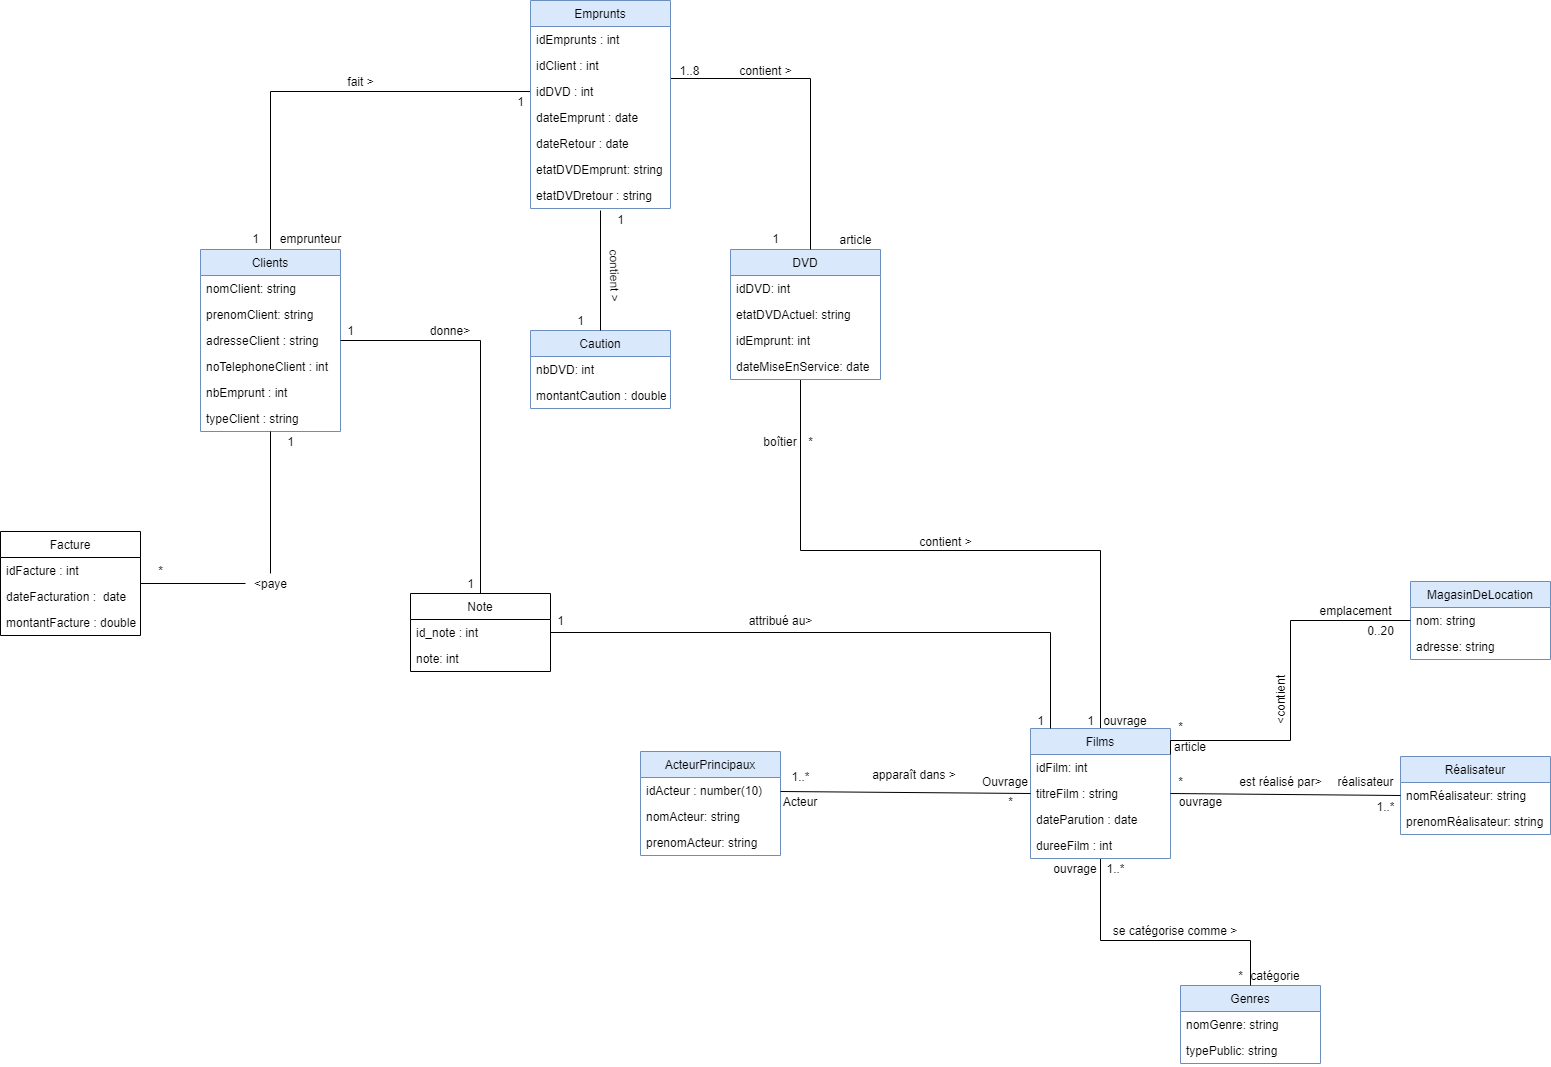 Emprunts
idEmprunts : int
idClient : int
idDVD : int
dateEmprunt : date
dateRetour : date
etatDVDEmprunt: string
etatDVDretour : string
fait >
1
1..8
contient >
1
emprunteur
1
contient >
1
1
article
Clients
nomClient: string
prenomClient: string
adresseClient : string
noTelephoneClient : int
nbEmprunt : int
typeClient : string
1
donne>
1
Caution
nbDVD: int
montantCaution : double
DVD
idDVD: int
etatDVDActuel: string
idEmprunt: int
dateMiseEnService: date
boîtier
*
contient >
Facture
idFacture : int
dateFacturation :  date
montantFacture : double
*
<paye
1
Note
id_note : int
note: int
1
attribué au>
1
1
ouvrage
MagasinDeLocation
nom: string
adresse: string
emplacement
0..20
<contient
*
article
Films
idFilm: int
titreFilm : string
dateParution : date
dureeFilm : int
ActeurPrincipaux
idActeur : number(10)
nomActeur: string
prenomActeur: string
1..*
Acteur
apparaît dans >
Ouvrage
*
*
ouvrage
est réalisé par>
réalisateur
1..*
Réalisateur
nomRéalisateur: string
prenomRéalisateur: string
ouvrage
1..*
se catégorise comme >
*
catégorie
Genres
nomGenre: string
typePublic: string